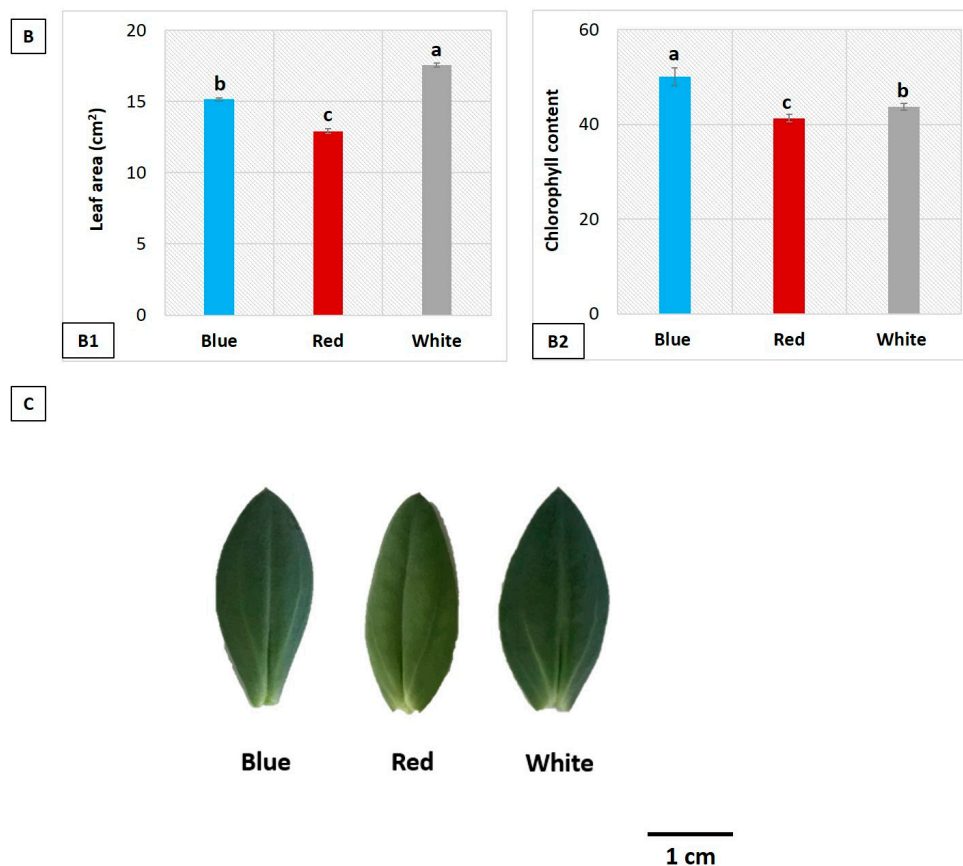 B
20
15
10
5
0
Leaf area (cm²)
b
c
a
B1
Blue Red White
60
40
20
0
Chlorophyll content
a
c
b
B2
Blue Red White
C
Blue Red White
1 cm